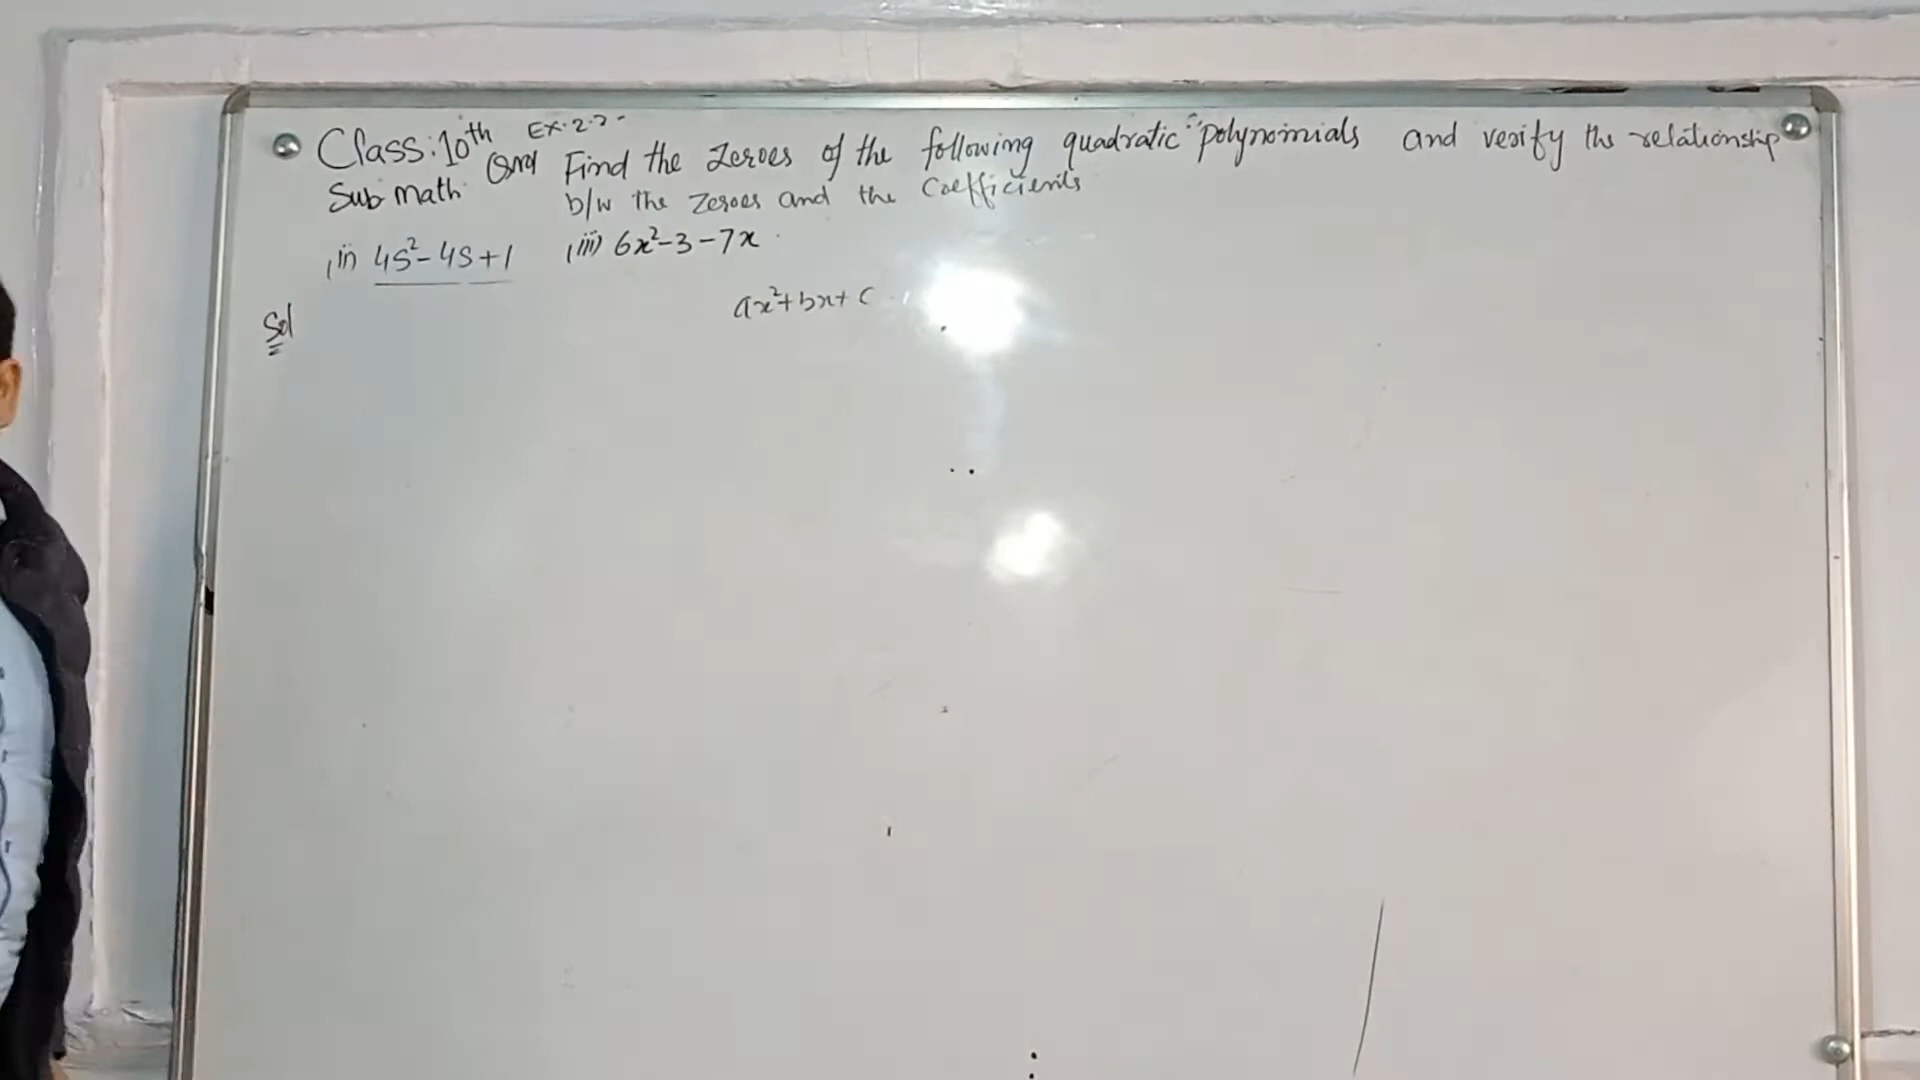 Class: 10th Ex. 2.2
Sub Math Qn1 Find the zeroes of the following quadratic polynomials and verify the relationship
b/w the zeroes and the Coefficients
(ii) 4s²-4s+1 (iii) 6x²-3-7x
ax²+bx+c
Sol